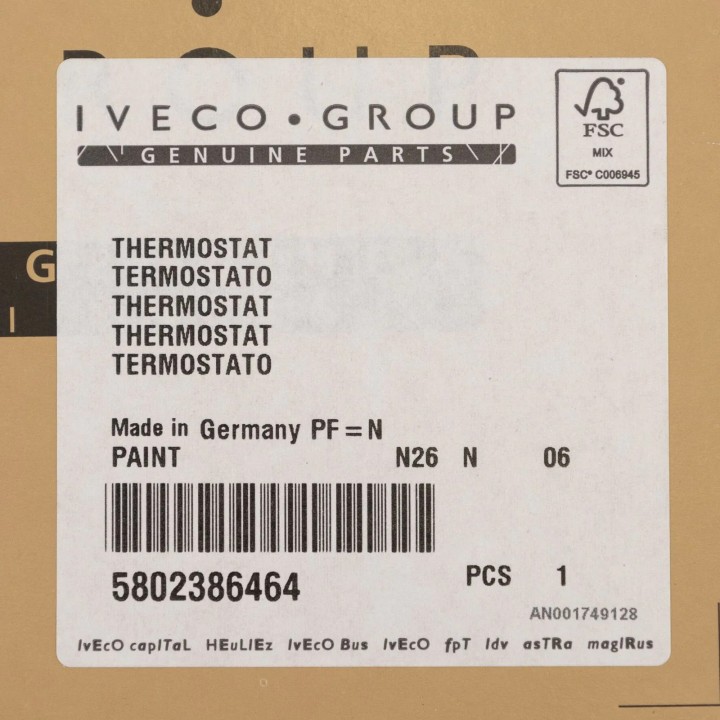 IVECO • GROUP
GENUINE PARTS
FSC
MIX
FSC® C006945
THERMOSTAT
TERMOSTATO
THERMOSTAT
THERMOSTAT
TERMOSTATO
Made in Germany PF = N
PAINT N26 N 06
5802386464
PCS 1
AN001749128
IvEcO capITaL HEuLIEz IvEcO Bus IvEcO fpT Idv asTRa magIRus
G
I